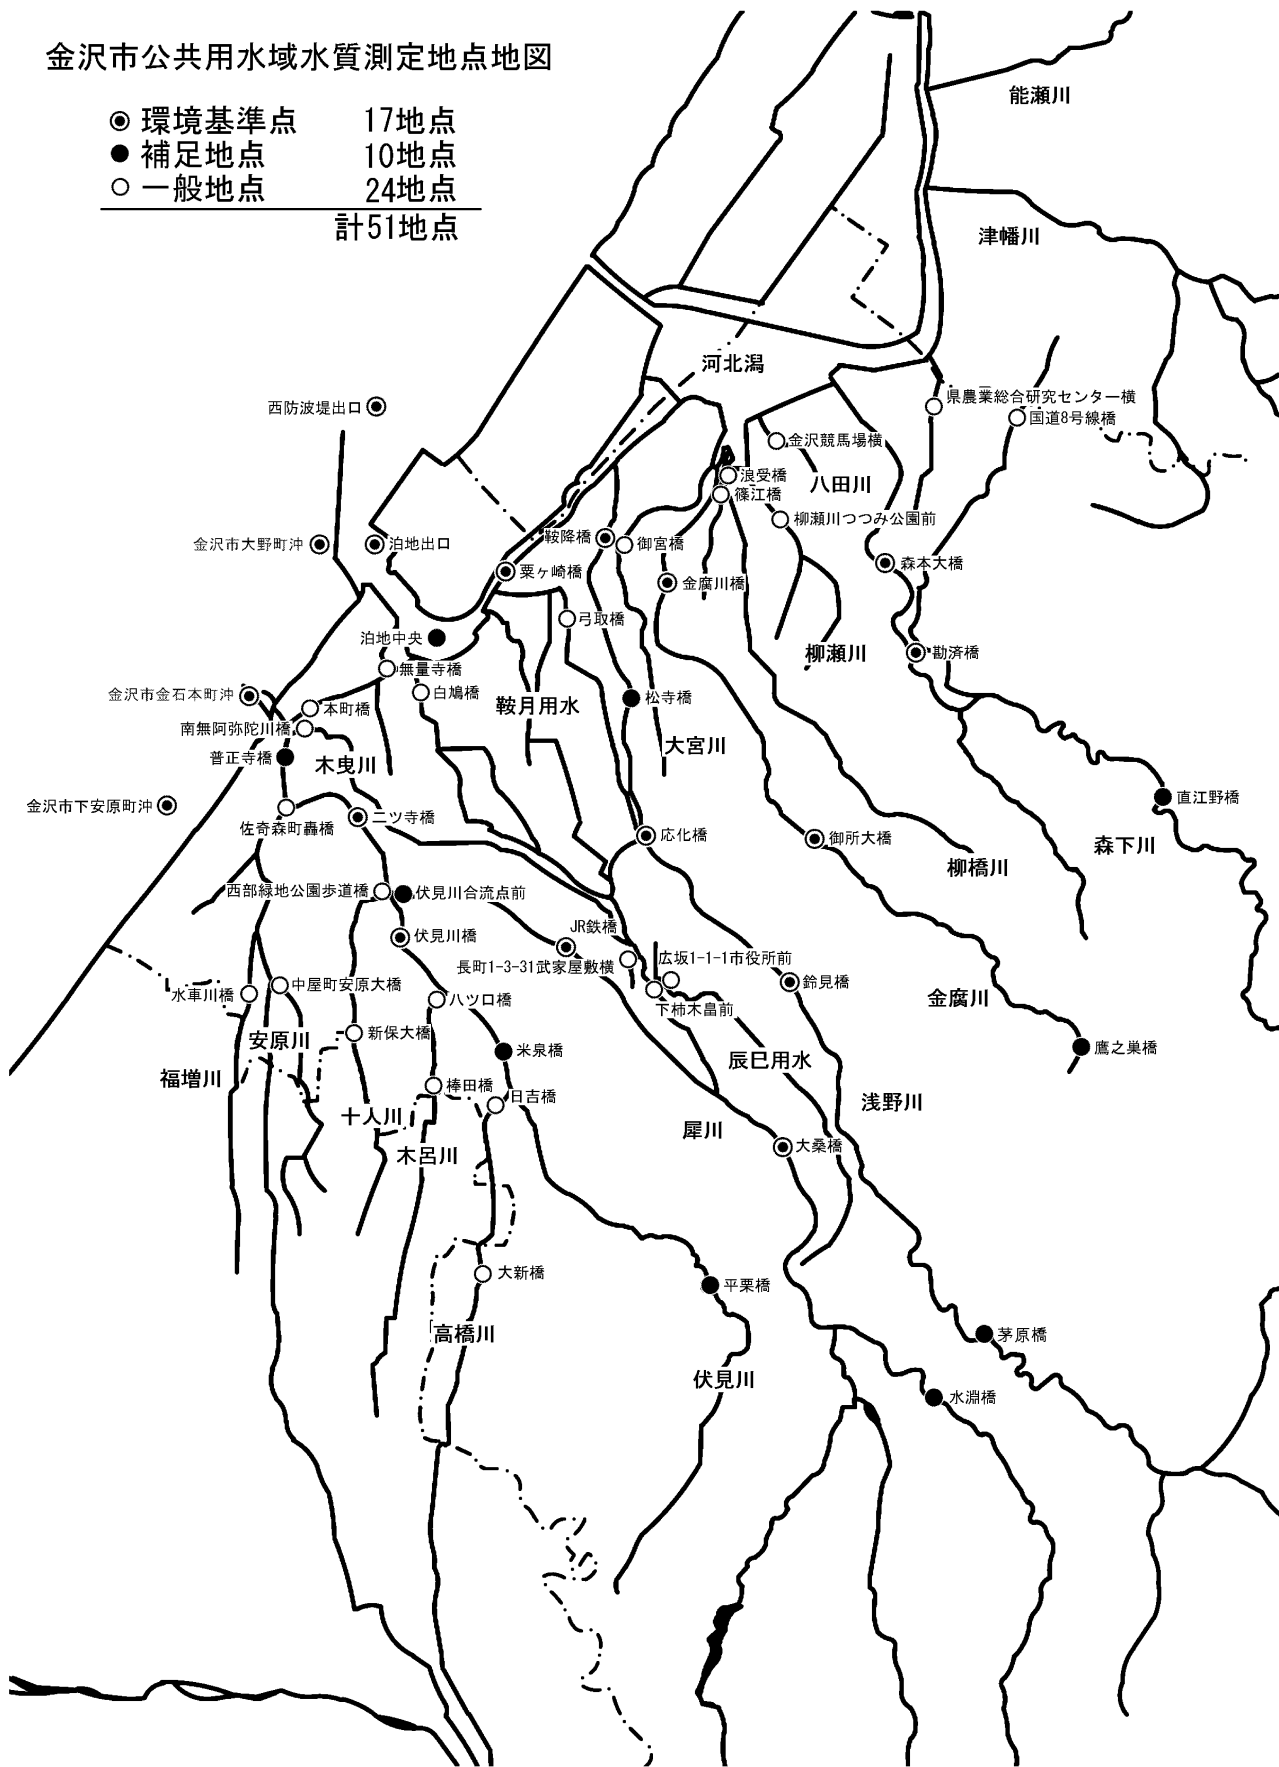 金沢市公共用水域水質測定地点地図
◉ 環境基準点 17地点
● 補足地点 10地点
○ 一般地点 24地点
計51地点
能瀬川
津幡川
河北潟
県農業総合研究センター横
国道8号線橋
西防波堤出口
金沢競馬場横
浪受橋
八田川
篠江橋
柳瀬川つつみ公園前
金沢市大野町沖
泊地出口
鞍降橋
御宮橋
森本大橋
粟ヶ崎橋
金腐川橋
弓取橋
泊地中央
柳瀬川
勘済橋
無量寺橋
金沢市金石本町沖
白鳩橋
松寺橋
本町橋
鞍月用水
南無阿弥陀川橋
大宮川
普正寺橋
木曳川
直江野橋
金沢市下安原町沖
二ツ寺橋
佐奇森町轟橋
応化橋
御所大橋
森下川
柳橋川
西部緑地公園歩道橋
伏見川合流点前
JR鉄橋
伏見川橋
長町1-3-31武家屋敷横
広坂1-1-1市役所前
鈴見橋
中屋町安原大橋
水車川橋
八ツ口橋
金腐川
下柿木畠前
新保大橋
安原川
鷹之巣橋
米泉橋
辰巳用水
福増川
棒田橋
日吉橋
浅野川
十人川
犀川
大桑橋
木呂川
大新橋
平栗橋
高橋川
茅原橋
伏見川
水淵橋